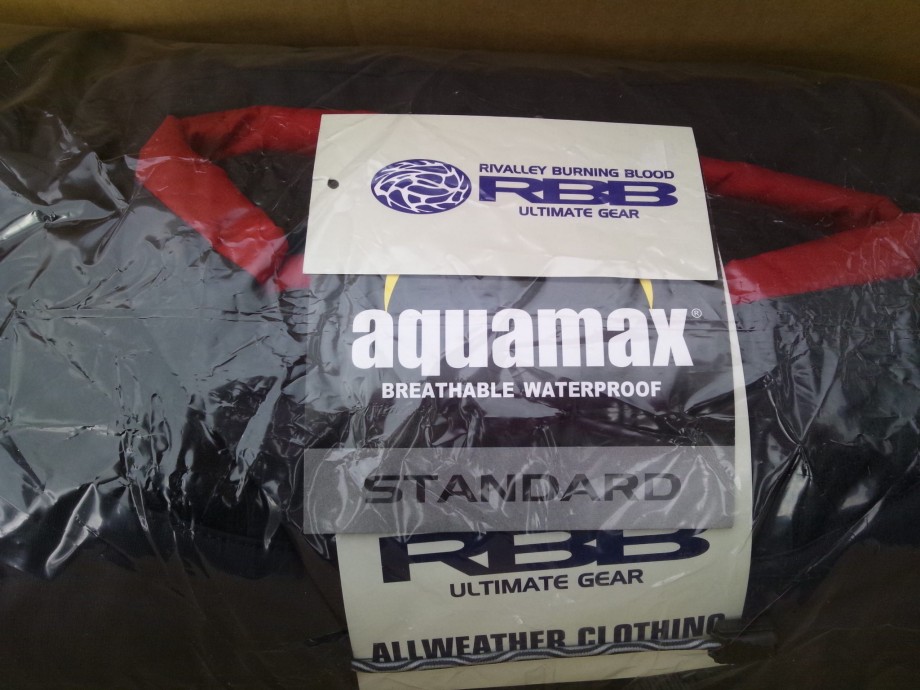 RIVALLEY BURNING BLOOD
RBB
ULTIMATE GEAR
aquamax®
BREATHABLE WATERPROOF
STANDARD
RBB
ULTIMATE GEAR
ALLWEATHER CLOTHING